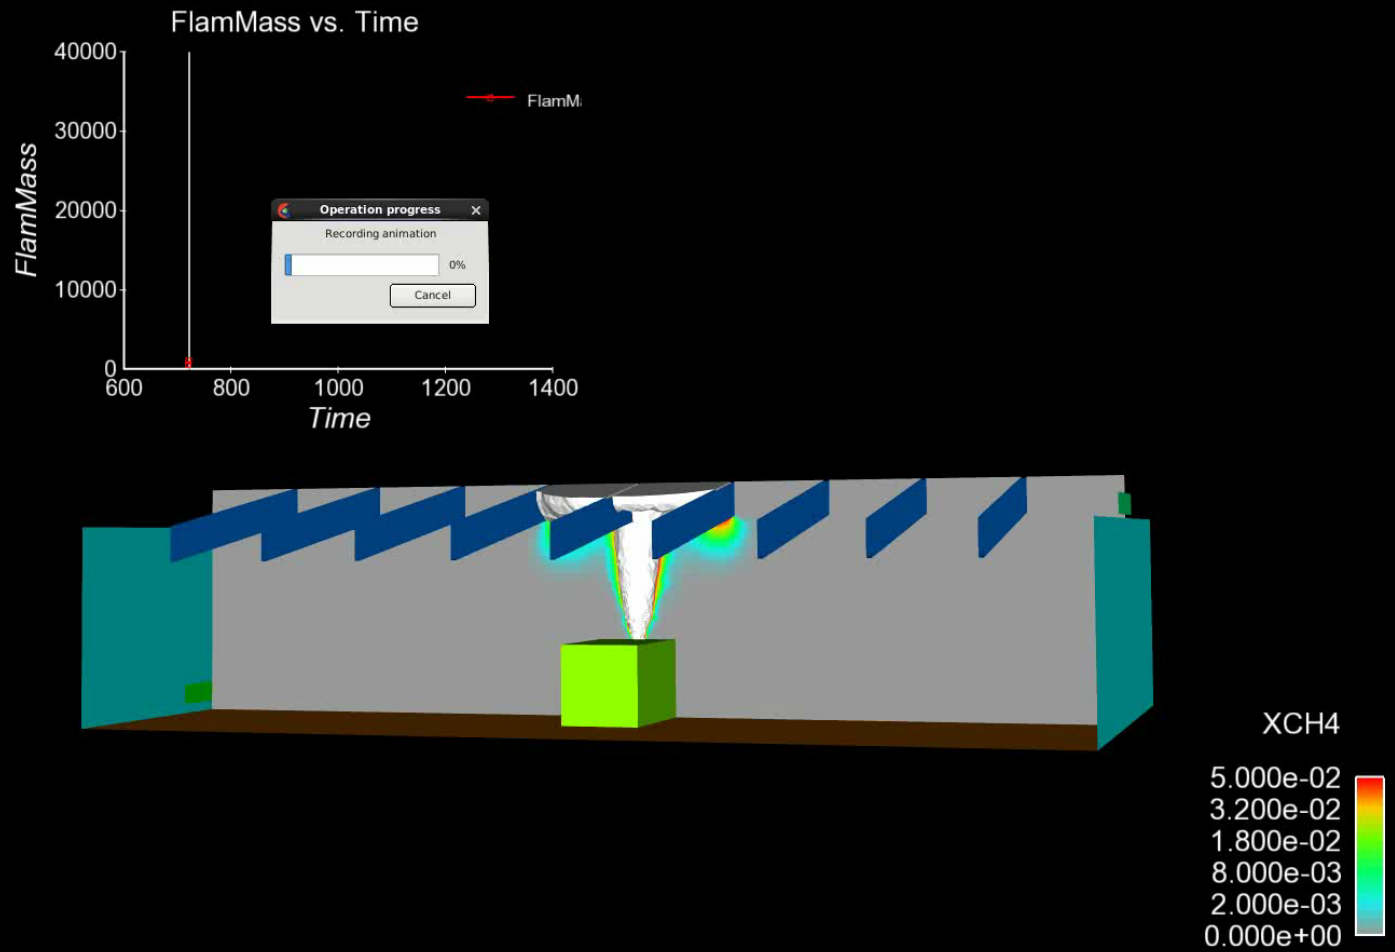 FlamMass vs. Time
40000
30000
20000
10000
0
FlamMass
600 800 1000 1200 1400
Time
FlamMa
Operation progress
Recording animation
0%
Cancel
XCH4
5.000e-02
3.200e-02
1.800e-02
8.000e-03
2.000e-03
0.000e+00